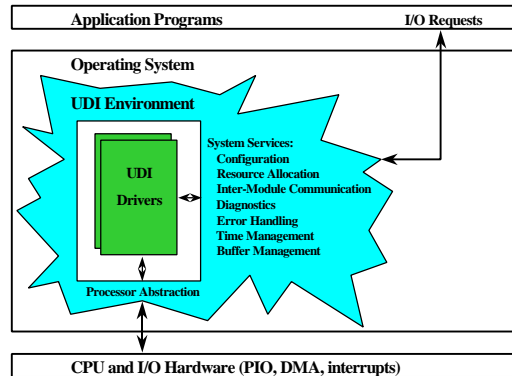 Application Programs
I/O Requests
Operating System
UDI Environment
System Services:
Configuration
Resource Allocation
Inter-Module Communication
Diagnostics
Error Handling
Time Management
Buffer Management
UDI
Drivers
Processor Abstraction
CPU and I/O Hardware (PIO, DMA, interrupts)